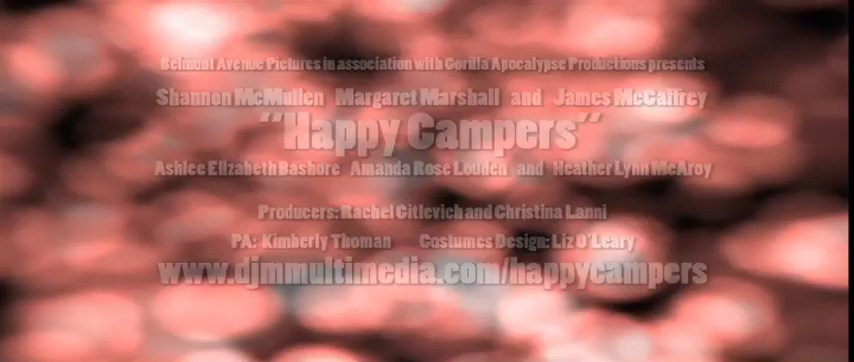 Belmont Avenue Pictures in association with Gorilla Apocalypse Productions presents
Shannon McMullen Margaret Marshall and James McCaffrey
"Happy Campers"
Ashlee Elizabeth Bashore Amanda Rose Louden and Heather Lynn McAroy
Producers: Rachel Gitlevich and Christina Lanni
PA: Kimberly Thoman Costumes Design: Liz O'Leary
www.djmmultimedia.com/happycampers